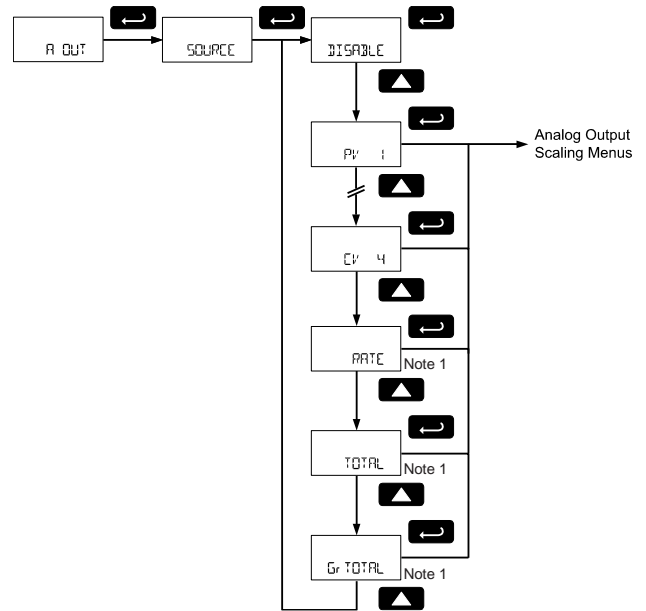 A OUT
SOURCE
DISABLE
PV 1
Analog Output
Scaling Menus
CV 4
RATE
Note 1
TOTAL
Note 1
Gr TOTAL
Note 1